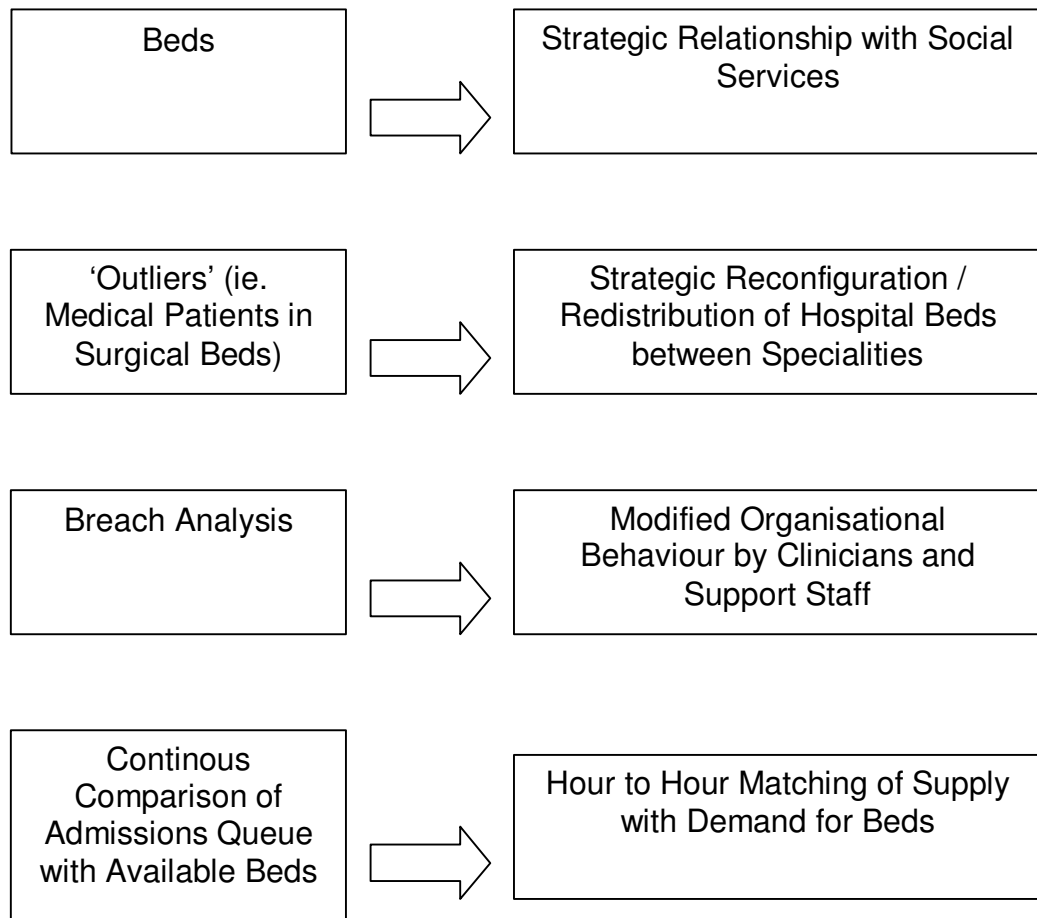 Beds
Strategic Relationship with Social
Services
‘Outliers’ (ie.
Medical Patients in
Surgical Beds)
Strategic Reconfiguration /
Redistribution of Hospital Beds
between Specialities
Breach Analysis
Modified Organisational
Behaviour by Clinicians and
Support Staff
Continous
Comparison of
Admissions Queue
with Available Beds
Hour to Hour Matching of Supply
with Demand for Beds